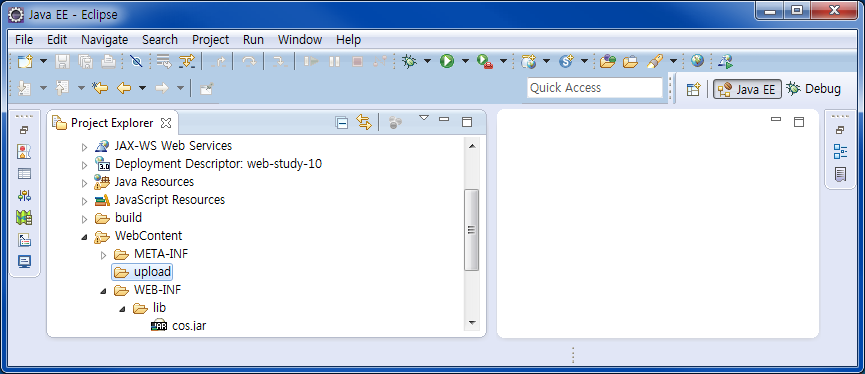 Java EE - Eclipse
File Edit Navigate Search Project Run Window Help
Quick Access
Java EE
Debug
Project Explorer
JAX-WS Web Services
3.0 Deployment Descriptor: web-study-10
Java Resources
JavaScript Resources
build
WebContent
META-INF
upload
WEB-INF
lib
cos.jar